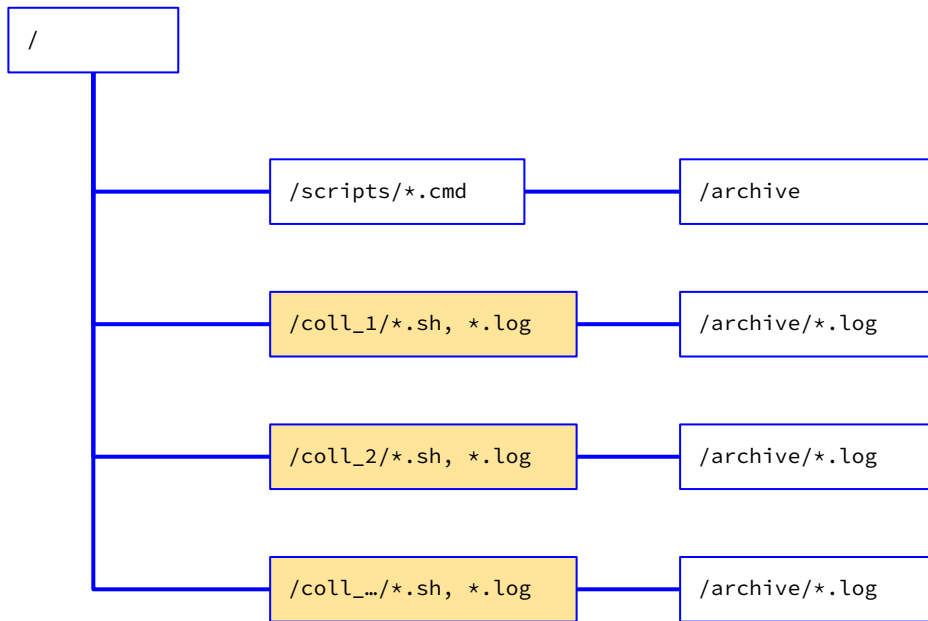 /
/scripts/*.cmd
/archive
/coll_1/*.sh, *.log
/archive/*.log
/coll_2/*.sh, *.log
/archive/*.log
/coll_…/*.sh, *.log
/archive/*.log